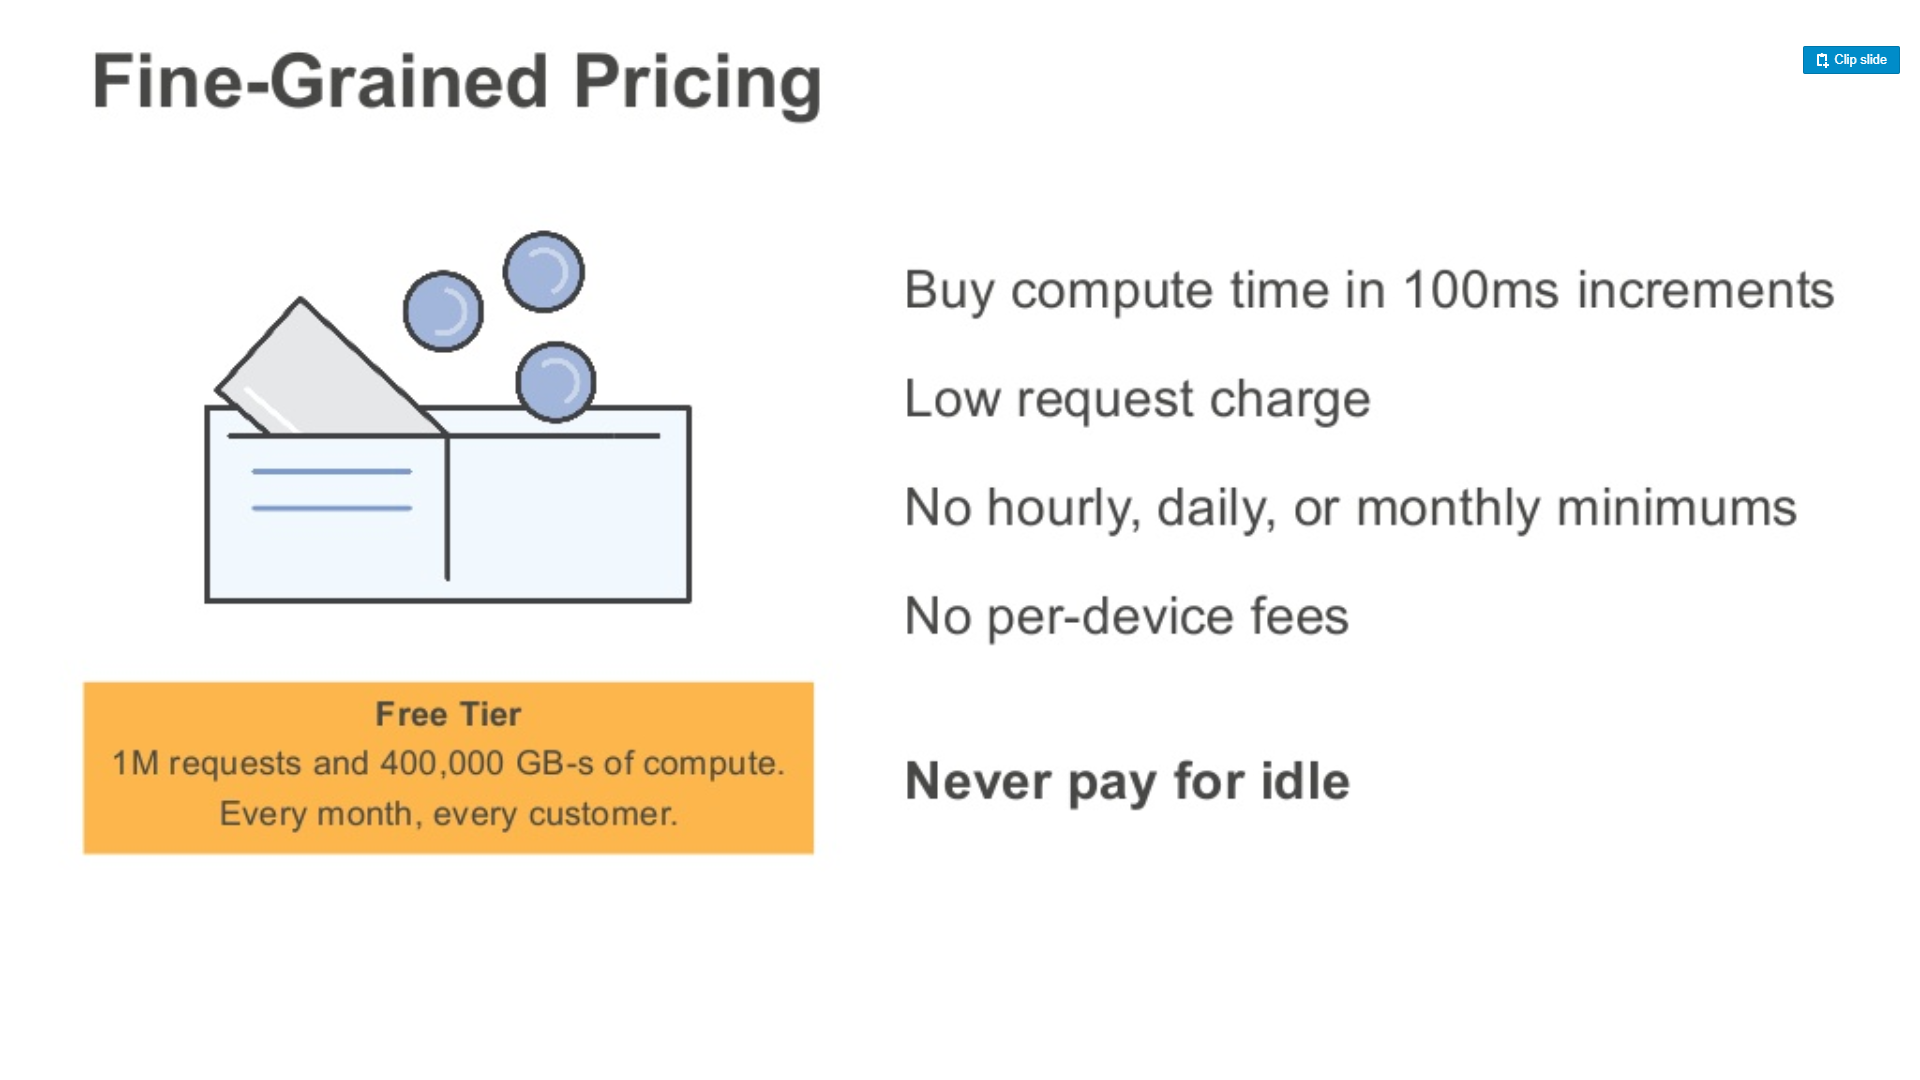 Fine-Grained Pricing
Clip slide
Buy compute time in 100ms increments
Low request charge
No hourly, daily, or monthly minimums
No per-device fees
Never pay for idle
Free Tier
1M requests and 400,000 GB-s of compute.
Every month, every customer.